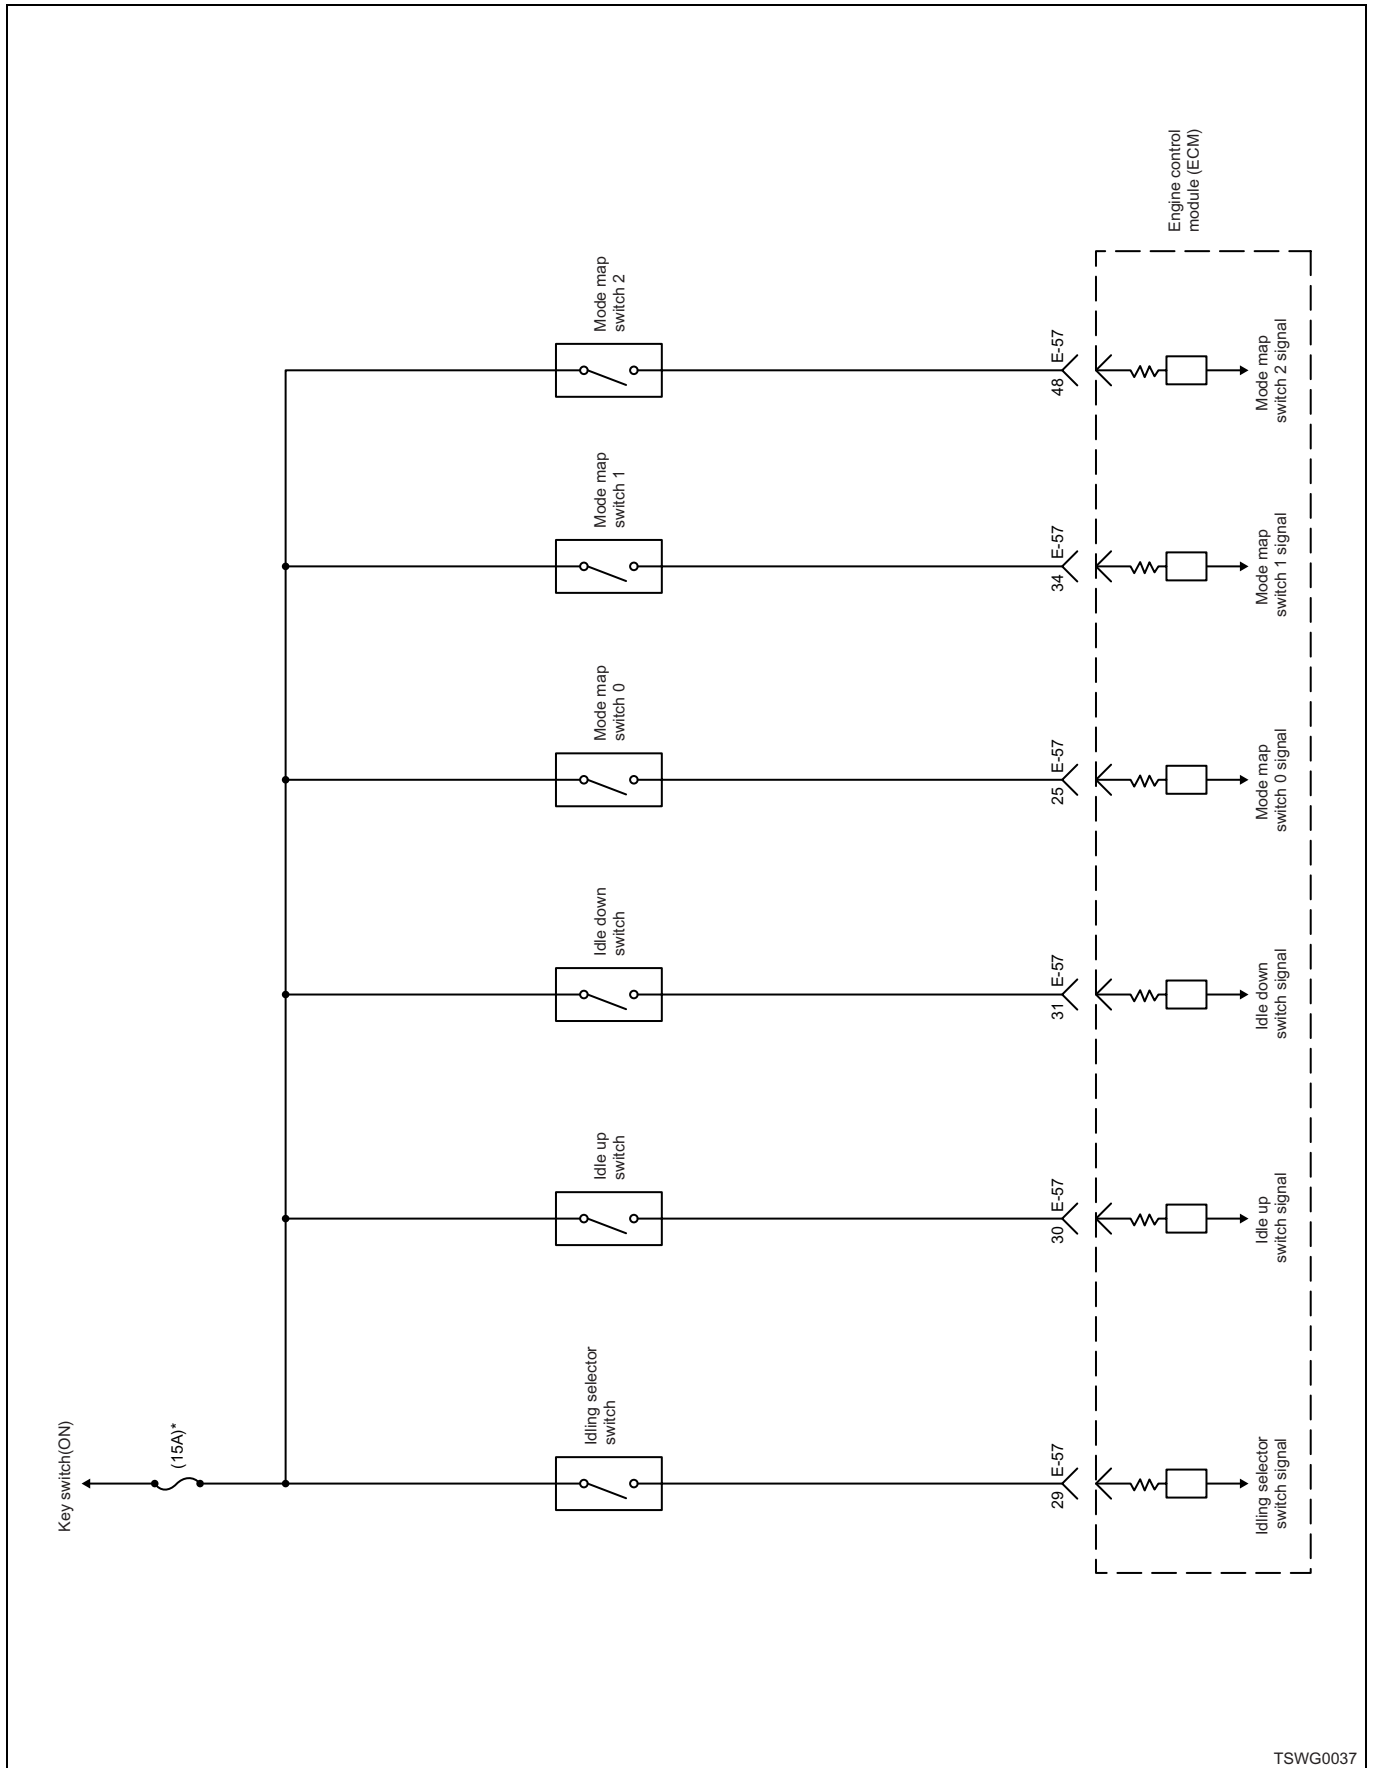 Key switch(ON)
(15A)*
Idling selector
switch
Idle up
switch
Idle down
switch
Mode map
switch 0
Mode map
switch 1
Mode map
switch 2
29 E-57
30 E-57
31 E-57
25 E-57
34 E-57
48 E-57
Engine control
module (ECM)
Idling selector
switch signal
Idle up
switch signal
Idle down
switch signal
Mode map
switch 0 signal
Mode map
switch 1 signal
Mode map
switch 2 signal
TSWG0037